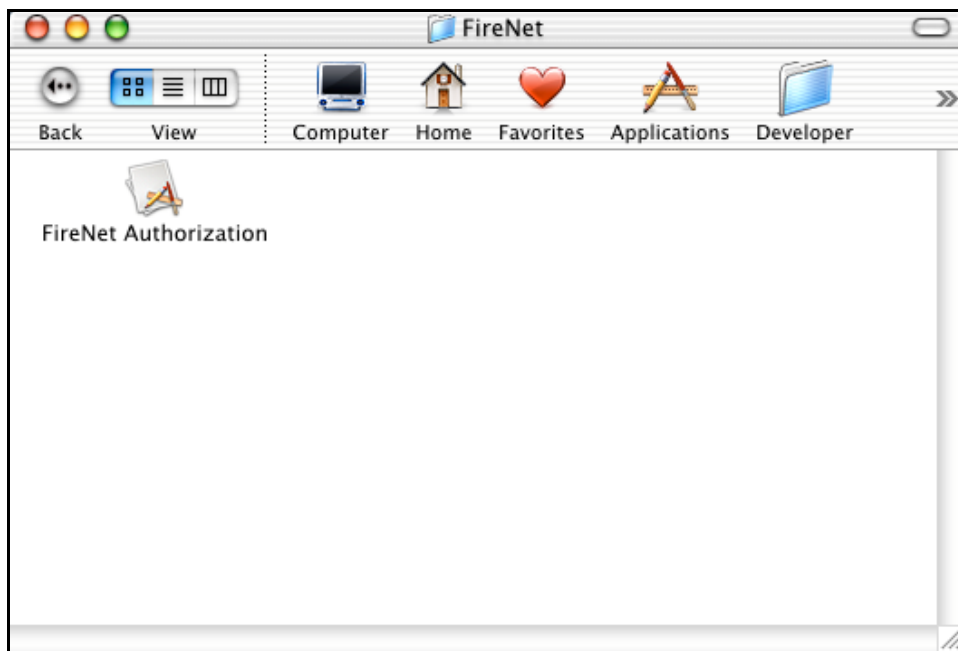 FireNet
Back View Computer Home Favorites Applications Developer
FireNet Authorization